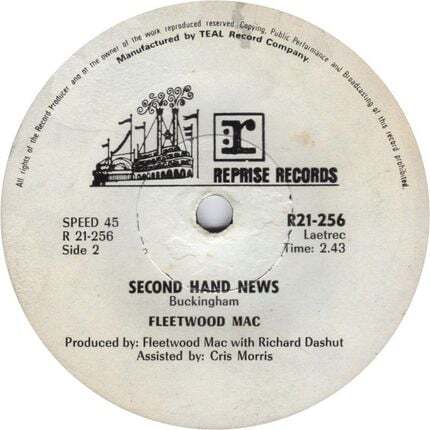 All rights of the Record Producer and of the owner of the work reproduced reserved. Copying, Public Performance and Broadcasting of this record prohibited.
Manufactured by TEAL Record Company.
r
REPRISE RECORDS
SPEED 45
R 21-256
Side 2
R21-256
Laetrec
Time: 2.43
SECOND HAND NEWS
Buckingham
FLEETWOOD MAC
Produced by: Fleetwood Mac with Richard Dashut
Assisted by: Cris Morris